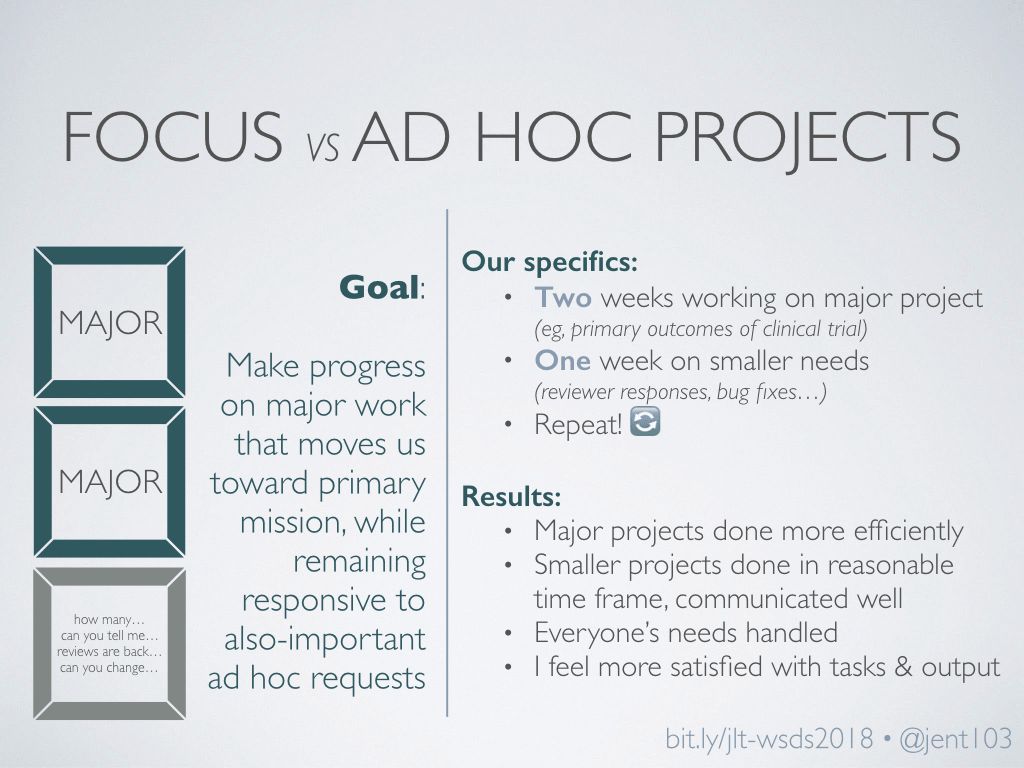 FOCUS VS AD HOC PROJECTS
MAJOR
MAJOR
how many…
can you tell me…
reviews are back…
can you change…
Goal:
Make progress
on major work
that moves us
toward primary
mission, while
remaining
responsive to
also-important
ad hoc requests
Our specifics:
• Two weeks working on major project
(eg, primary outcomes of clinical trial)
• One week on smaller needs
(reviewer responses, bug fixes…)
• Repeat!
Results:
• Major projects done more efficiently
• Smaller projects done in reasonable
time frame, communicated well
• Everyone’s needs handled
• I feel more satisfied with tasks & output
bit.ly/jlt-wsds2018 • @jent103